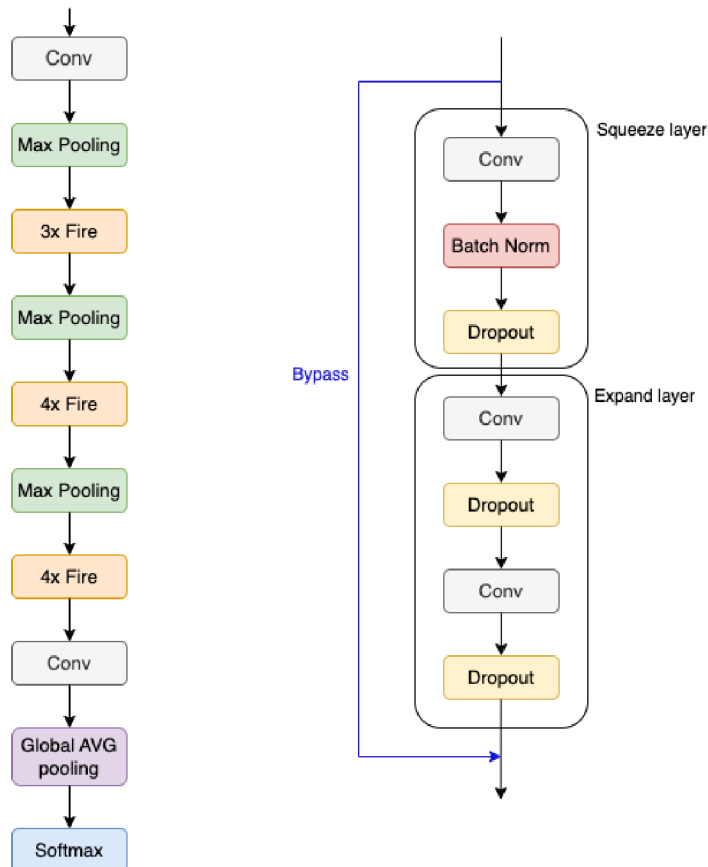 Conv
Max Pooling
3x Fire
Max Pooling
4x Fire
Max Pooling
4x Fire
Conv
Global AVG
pooling
Softmax
Bypass
Squeeze layer
Conv
Batch Norm
Dropout
Expand layer
Conv
Dropout
Conv
Dropout